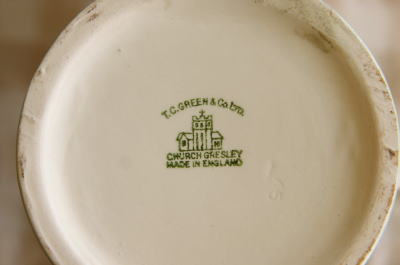 T.C. GREEN & Co. LTD.
CHURCH GRESLEY
MADE IN ENGLAND